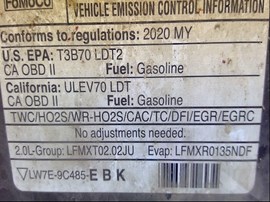 FoMoCo
VEHICLE EMISSION CONTROL INFORMATION
Conforms to regulations: 2020 MY
U.S. EPA: T3B70 LDT2
CA OBD II Fuel: Gasoline
California: ULEV70 LDT
CA OBD II Fuel: Gasoline
TWC/HO2S/WR-HO2S/CAC/TC/DFI/EGR/EGRC
No adjustments needed.
2.0L-Group: LFMXT02.02JU Evap: LFMXR0135NDF
LW7E-9C485-EBK